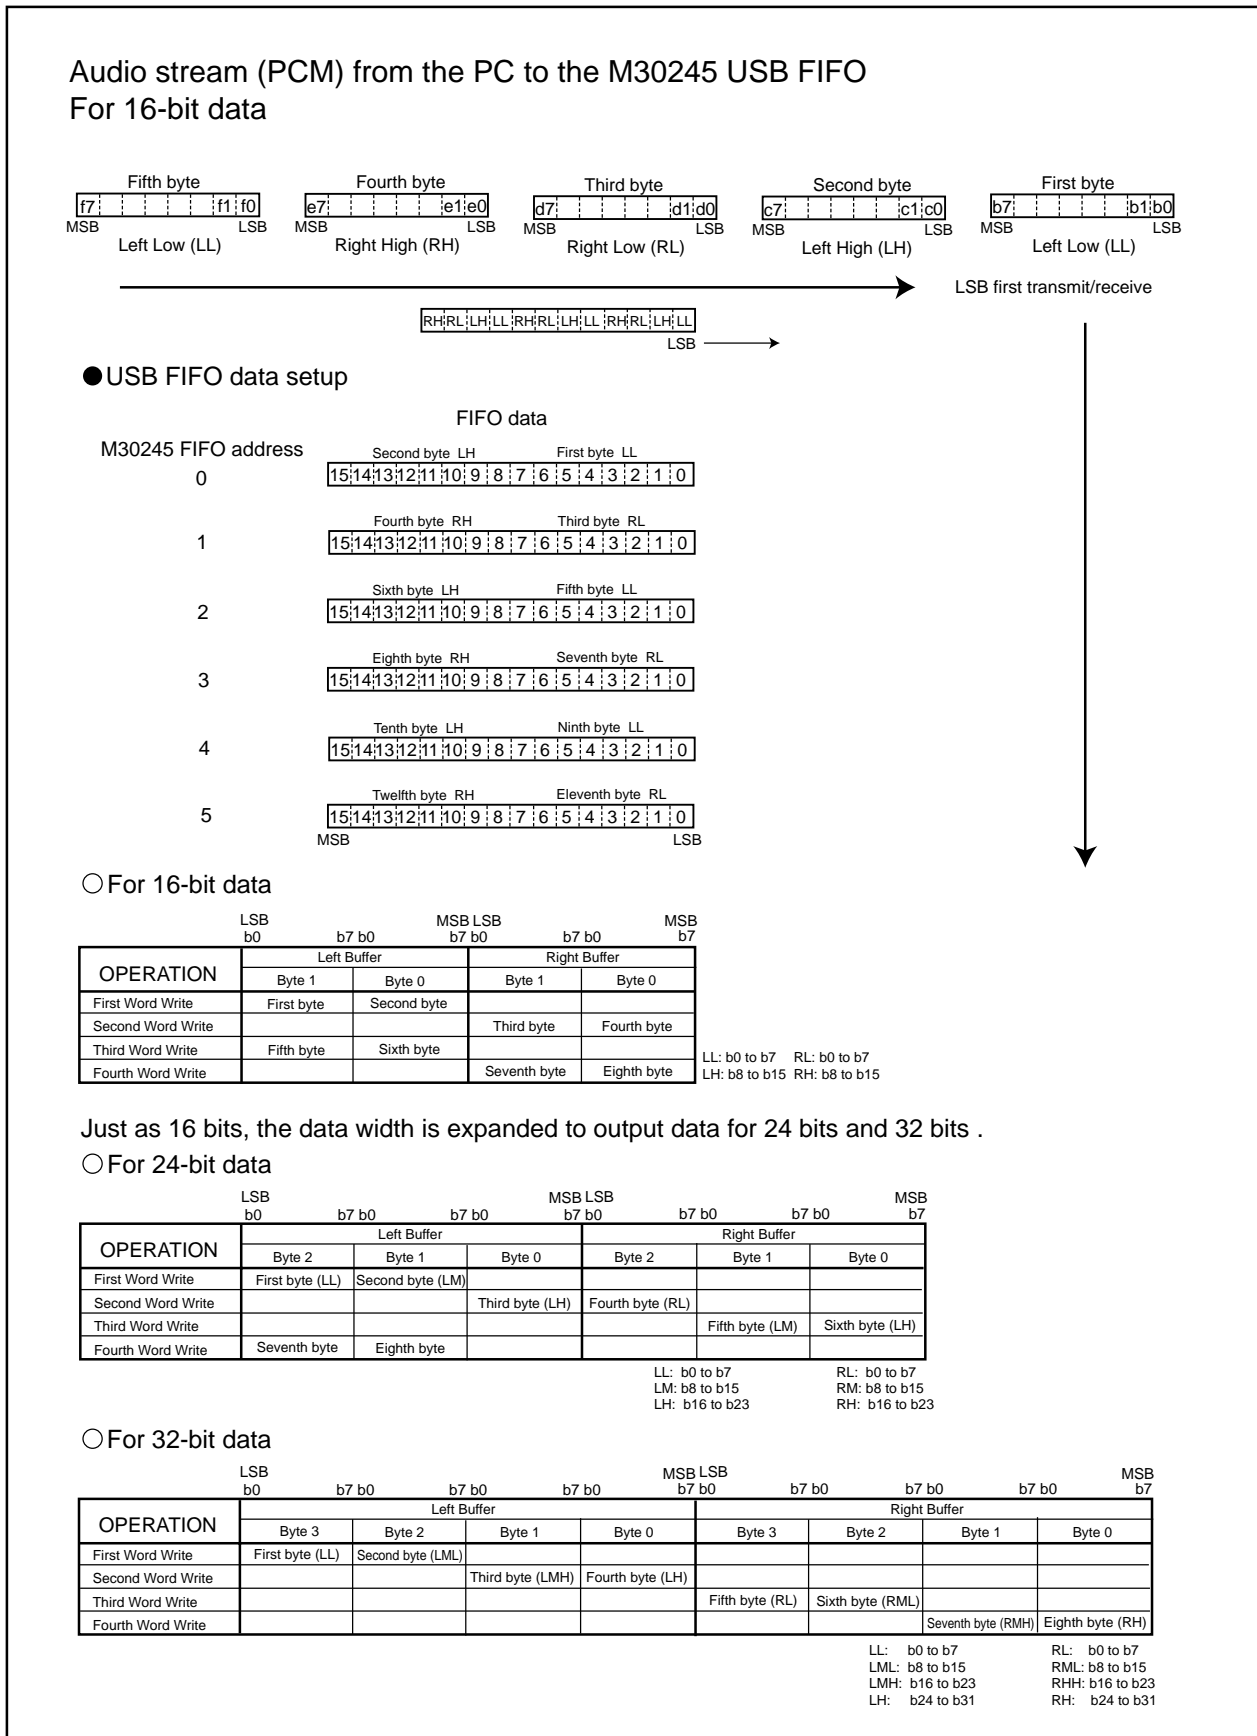 Audio stream (PCM) from the PC to the M30245 USB FIFO
For 16-bit data
Fifth byte Fourth byte Third byte Second byte First byte
f7 f1 f0 e7 e1 e0 d7 d1 d0 c7 c1 c0 b7 b1 b0
MSB LSB MSB LSB MSB LSB MSB LSB MSB LSB
Left Low (LL) Right High (RH) Right Low (RL) Left High (LH) Left Low (LL)
LSB first transmit/receive
RH RL LH LL RH RL LH LL RH RL LH LL
LSB
●USB FIFO data setup
FIFO data
M30245 FIFO address
Second byte LH First byte LL
0 15 14 13 12 11 10 9 8 7 6 5 4 3 2 1 0
Fourth byte RH Third byte RL
1 15 14 13 12 11 10 9 8 7 6 5 4 3 2 1 0
Sixth byte LH Fifth byte LL
2 15 14 13 12 11 10 9 8 7 6 5 4 3 2 1 0
Eighth byte RH Seventh byte RL
3 15 14 13 12 11 10 9 8 7 6 5 4 3 2 1 0
Tenth byte LH Ninth byte LL
4 15 14 13 12 11 10 9 8 7 6 5 4 3 2 1 0
Twelfth byte RH Eleventh byte RL
5 15 14 13 12 11 10 9 8 7 6 5 4 3 2 1 0
MSB LSB
○For 16-bit data
LSB MSB LSB MSB
b0 b7 b0 b7 b0 b7 b0 b7
Left Buffer Right Buffer
OPERATION Byte 1 Byte 0 Byte 1 Byte 0
First Word Write First byte Second byte
Second Word Write Third byte Fourth byte
Third Word Write Fifth byte Sixth byte
Fourth Word Write Seventh byte Eighth byte
LL: b0 to b7 RL: b0 to b7
LH: b8 to b15 RH: b8 to b15
Just as 16 bits, the data width is expanded to output data for 24 bits and 32 bits .
○For 24-bit data
LSB MSB LSB MSB
b0 b7 b0 b7 b0 b7 b0 b7 b0 b7 b0 b7
Left Buffer Right Buffer
OPERATION Byte 2 Byte 1 Byte 0 Byte 2 Byte 1 Byte 0
First Word Write First byte (LL) Second byte (LM)
Second Word Write Third byte (LH) Fourth byte (RL)
Third Word Write Fifth byte (LM) Sixth byte (LH)
Fourth Word Write Seventh byte Eighth byte
LL: b0 to b7 RL: b0 to b7
LM: b8 to b15 RM: b8 to b15
LH: b16 to b23 RH: b16 to b23
○For 32-bit data
LSB MSB LSB MSB
b0 b7 b0 b7 b0 b7 b0 b7 b0 b7 b0 b7 b0 b7 b0 b7
Left Buffer Right Buffer
OPERATION Byte 3 Byte 2 Byte 1 Byte 0 Byte 3 Byte 2 Byte 1 Byte 0
First Word Write First byte (LL) Second byte (LML)
Second Word Write Third byte (LMH) Fourth byte (LH)
Third Word Write Fifth byte (RL) Sixth byte (RML)
Fourth Word Write Seventh byte (RMH) Eighth byte (RH)
LL: b0 to b7 RL: b0 to b7
LML: b8 to b15 RML: b8 to b15
LMH: b16 to b23 RHH: b16 to b23
LH: b24 to b31 RH: b24 to b31